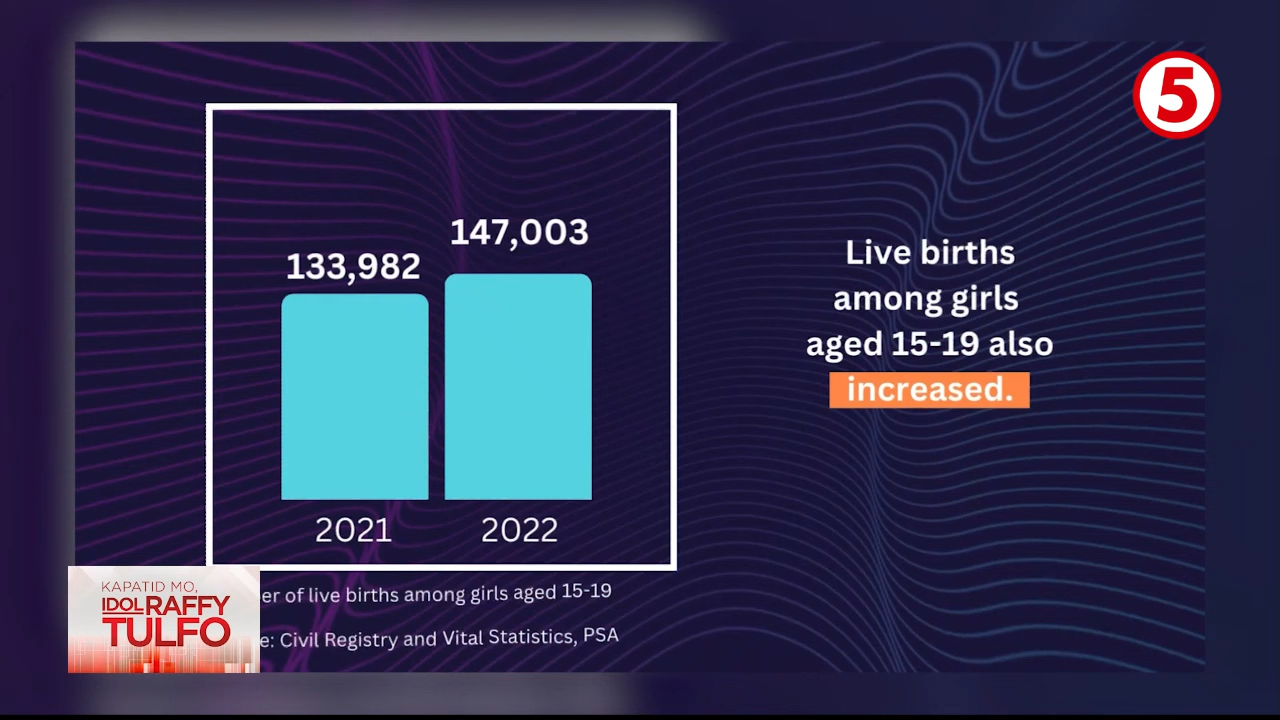 5
147,003
133,982
Live births
among girls
aged 15-19 also
increased.
2021
2022
KAPATID MO,
IDOL RAFFY
TULFO
er of live births among girls aged 15-19
e: Civil Registry and Vital Statistics, PSA